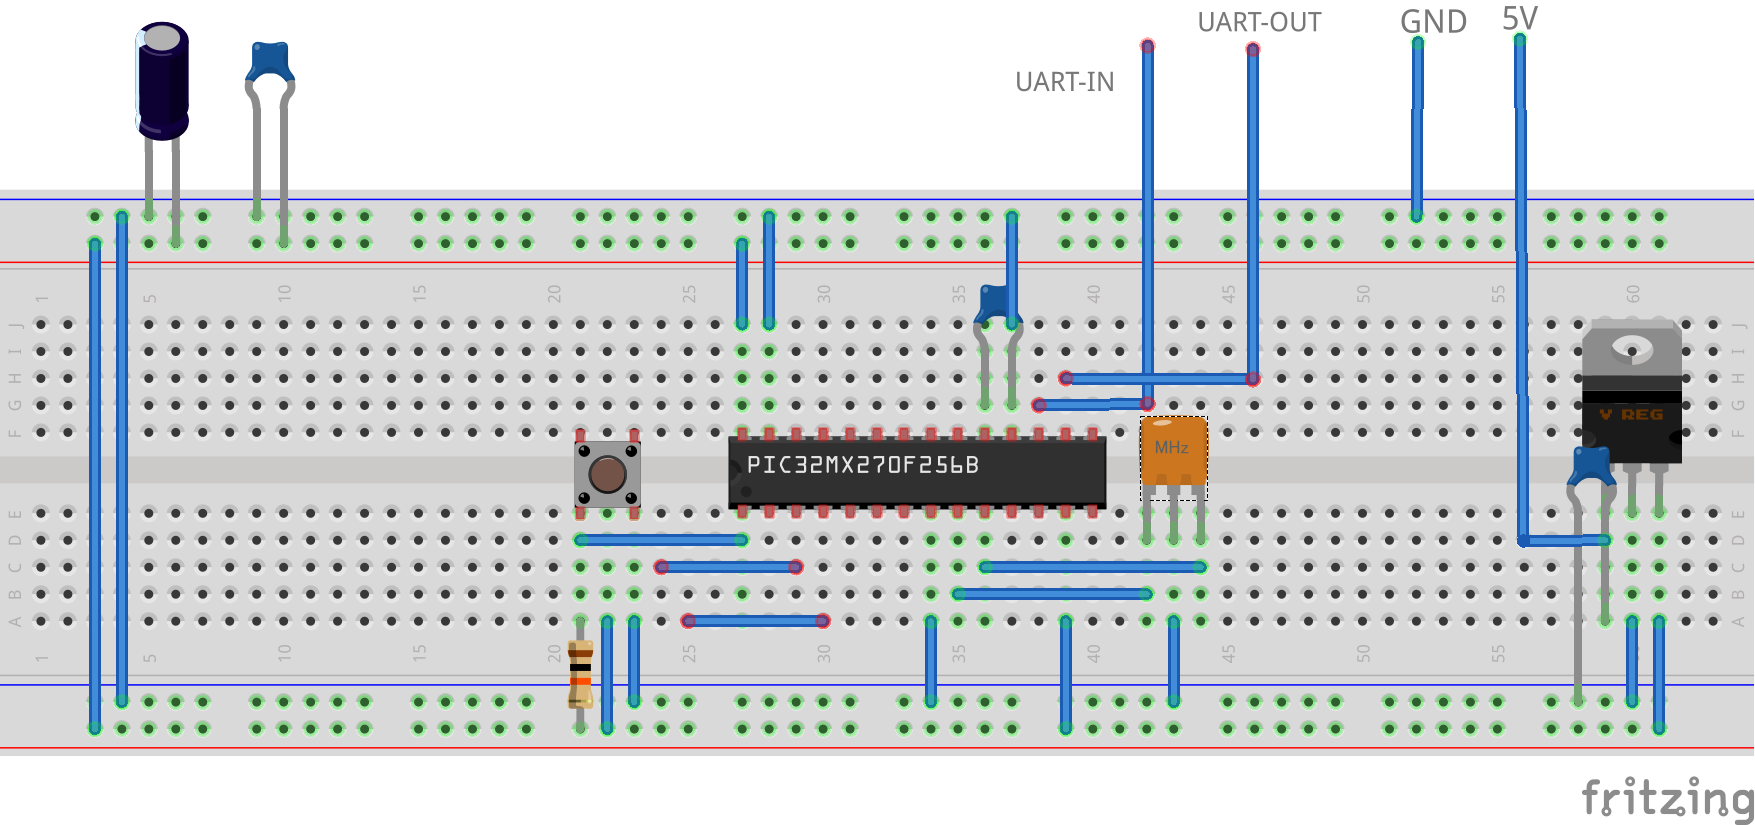 UART-OUT
GND
5V
UART-IN
1
5
10
15
20
25
30
35
40
45
50
55
60
J
J
I
I
H
H
G
G
V REG
F
F
MHz
PIC32MX270F256B
E
E
D
D
C
C
B
B
A
A
1
5
10
15
20
25
30
35
40
45
50
55
fritzing